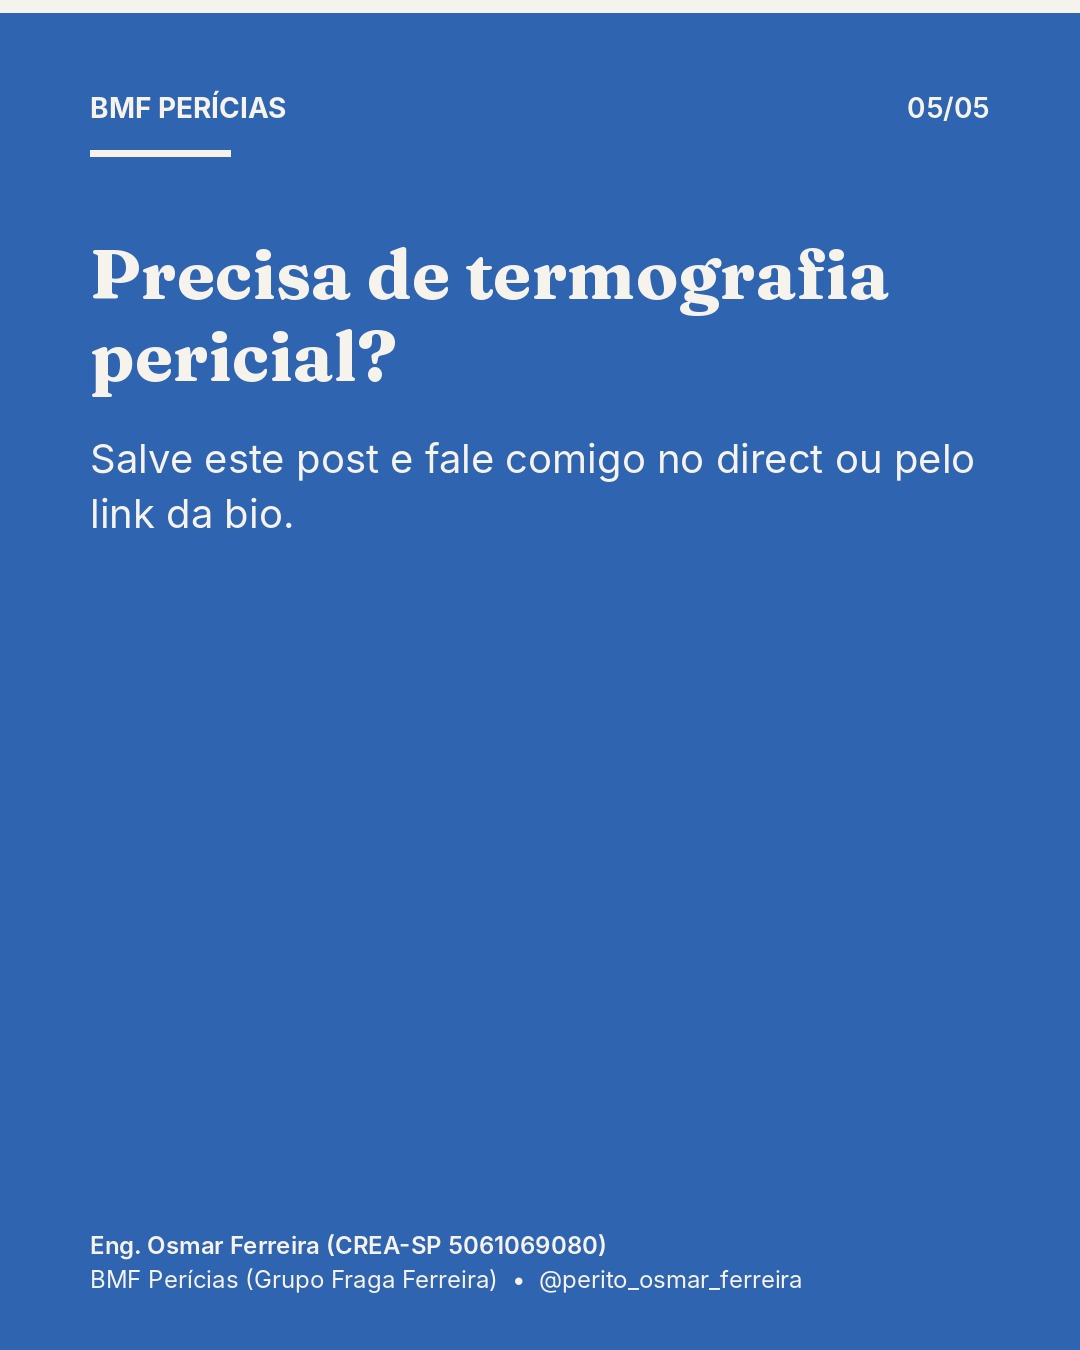 BMF PERÍCIAS
05/05
Precisa de termografia
pericial?
Salve este post e fale comigo no direct ou pelo
link da bio.
Eng. Osmar Ferreira (CREA-SP 5061069080)
BMF Perícias (Grupo Fraga Ferreira) • @perito_osmar_ferreira